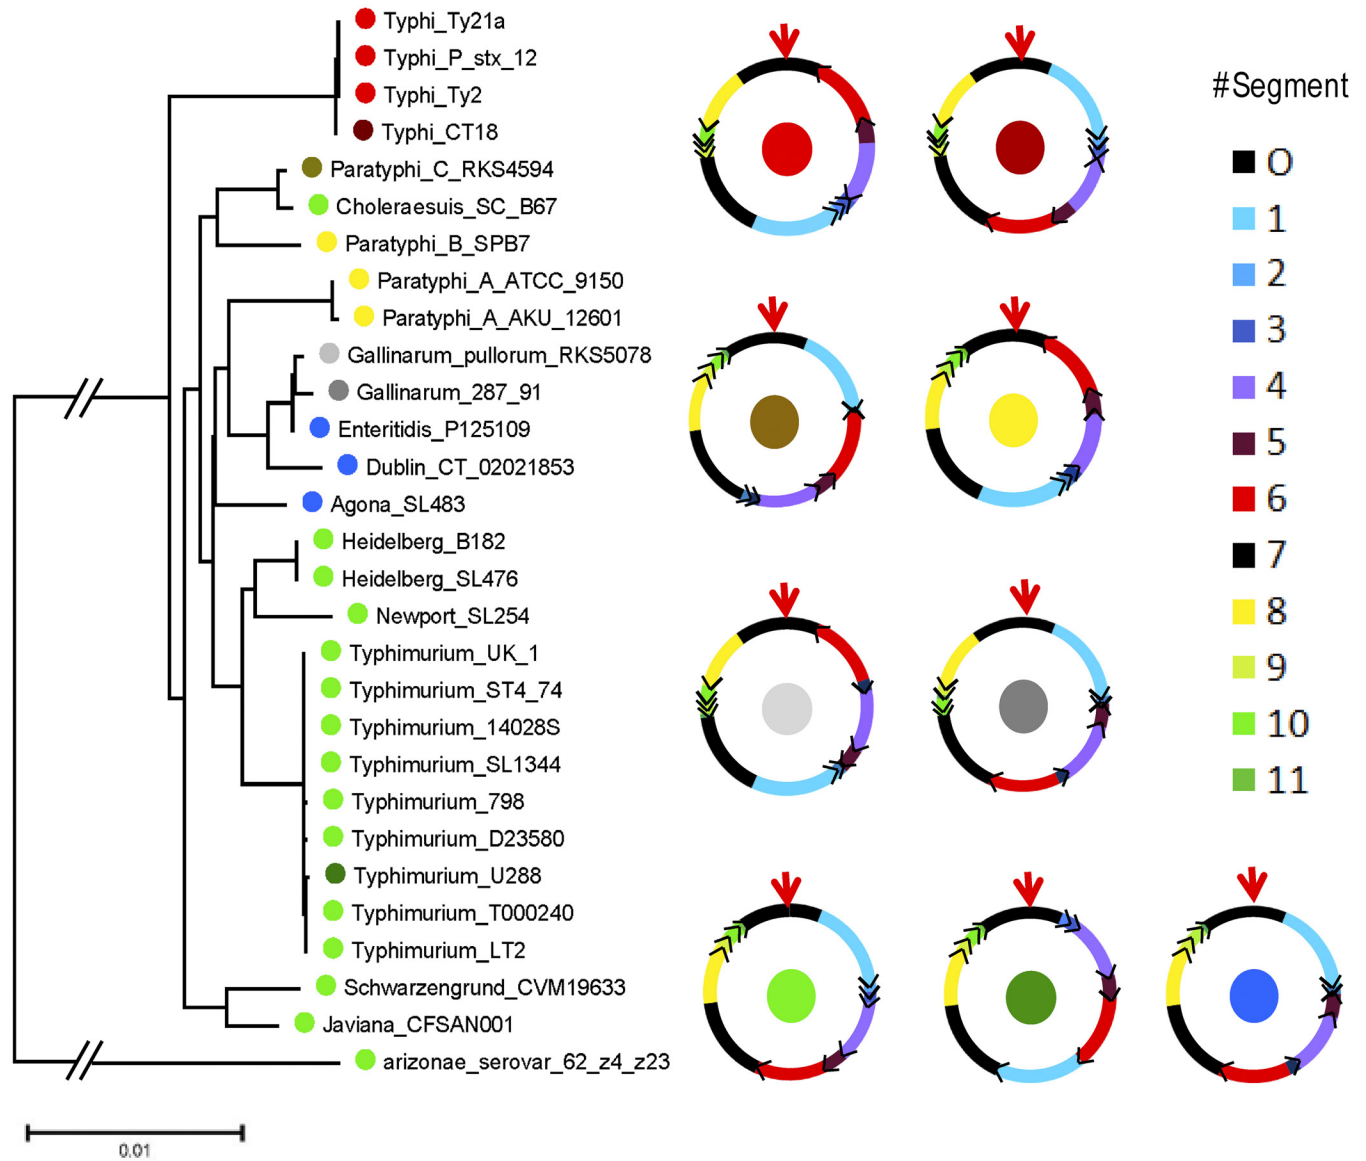 Typhi_Ty21a
Typhi_P_stx_12
Typhi_Ty2
Typhi_CT18
Paratyphi_C_RKS4594
Choleraesuis_SC_B67
Paratyphi_B_SPB7
Paratyphi_A_ATCC_9150
Paratyphi_A_AKU_12601
Gallinarum_pullorum_RKS5078
Gallinarum_287_91
Enteritidis_P125109
Dublin_CT_02021853
Agona_SL483
Heidelberg_B182
Heidelberg_SL476
Newport_SL254
Typhimurium_UK_1
Typhimurium_ST4_74
Typhimurium_14028S
Typhimurium_SL1344
Typhimurium_798
Typhimurium_D23580
Typhimurium_U288
Typhimurium_T000240
Typhimurium_LT2
Schwarzengrund_CVM19633
Javiana_CFSAN001
arizonae_serovar_62_z4_z23
0.01
#Segment
0
1
2
3
4
5
6
7
8
9
10
11